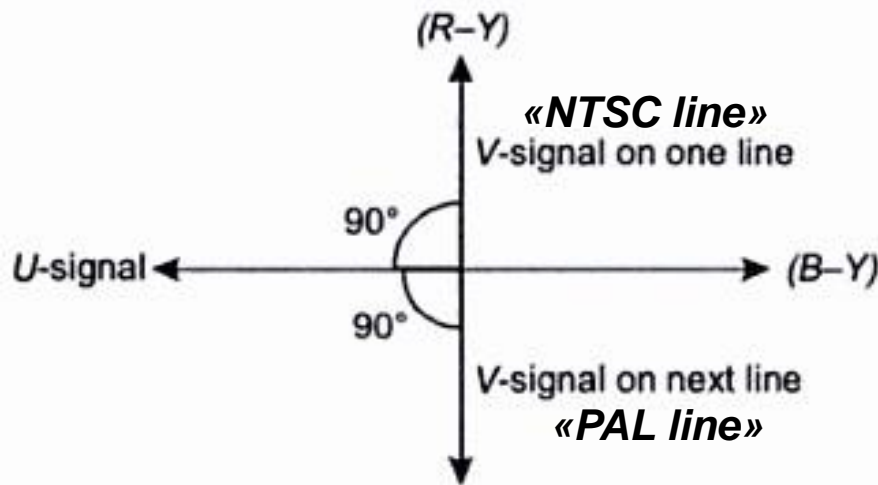 (R–Y)
«NTSC line»
V-signal on one line
90°
U-signal
(B–Y)
90°
V-signal on next line
«PAL line»